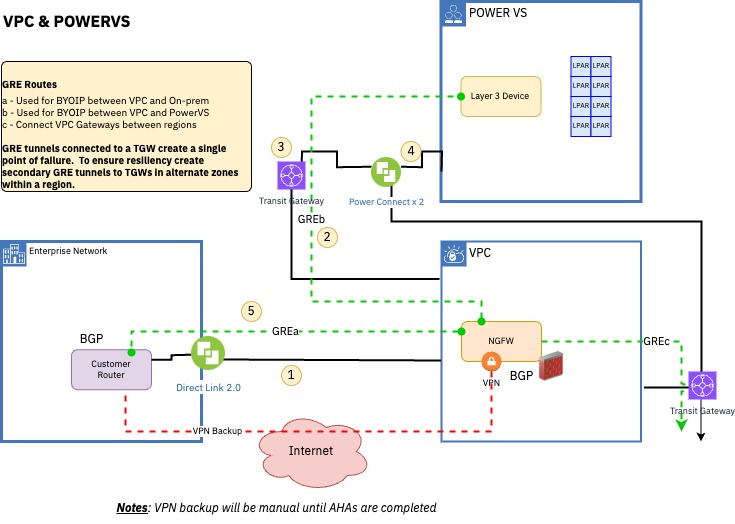 VPC & POWERVS
POWER VS
GRE Routes
a - Used for BYOIP between VPC and On-prem
b - Used for BYOIP between VPC and PowerVS
c - Connect VPC Gateways between regions
GRE tunnels connected to a TGW create a single
point of failure.  To ensure resiliency create
secondary GRE tunnels to TGWs in alternate zones
within a region.
Layer 3 Device
LPAR LPAR
LPAR LPAR
LPAR LPAR
LPAR LPAR
3
4
Transit Gateway
Power Connect x 2
GREb
2
Enterprise Network
VPC
5
GREa
BGP
Customer
Router
Direct Link 2.0
1
NGFW
VPN
BGP
GREc
Transit Gateway
VPN Backup
Internet
Notes: VPN backup will be manual until AHAs are completed